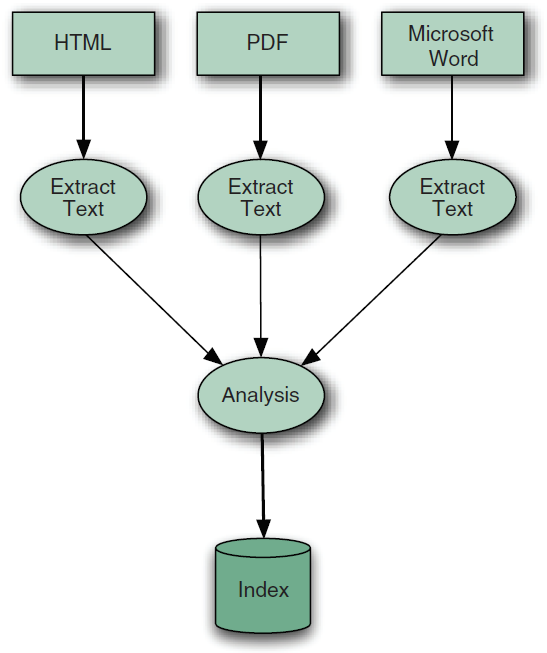 HTML
PDF
Microsoft
Word
Extract
Text
Extract
Text
Extract
Text
Analysis
Index